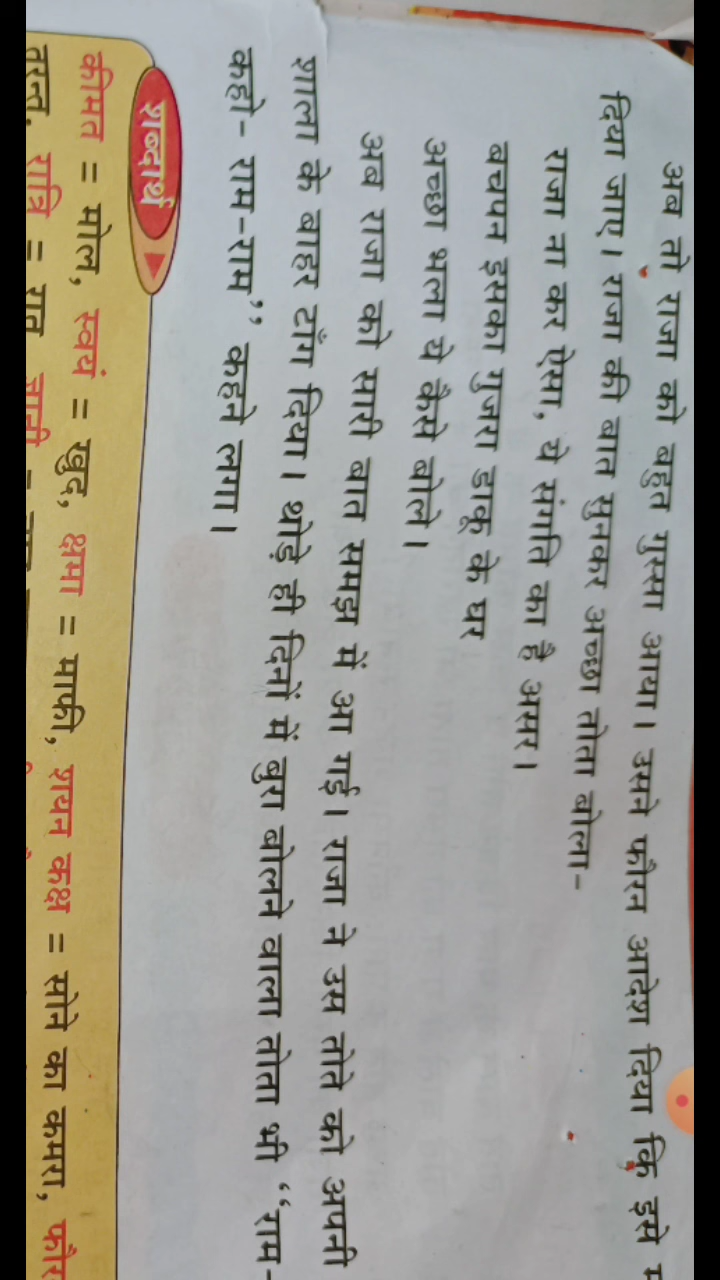 अब तो राजा को बहुत गुस्सा आया। उसने फौरन आदेश दिया कि इसे
दिया जाए। राजा की बात सुनकर अच्छा तोता बोला-
राजा ना कर ऐसा, ये संगति का है असर।
बचपन इसका गुजरा डाकू के घर
अच्छा भला ये कैसे बोले।
अब राजा को सारी बात समझ में आ गई। राजा ने उस तोते को अपनी
शाला के बाहर टाँग दिया। थोड़े ही दिनों में बुरा बोलने वाला तोता भी “राम-
कहो- राम-राम’’ कहने लगा।
शब्दार्थ
कीमत = मोल, स्वयं = खुद, क्षमा = माफी, शयन कक्ष = सोने का कमरा,
रात्रि = रात